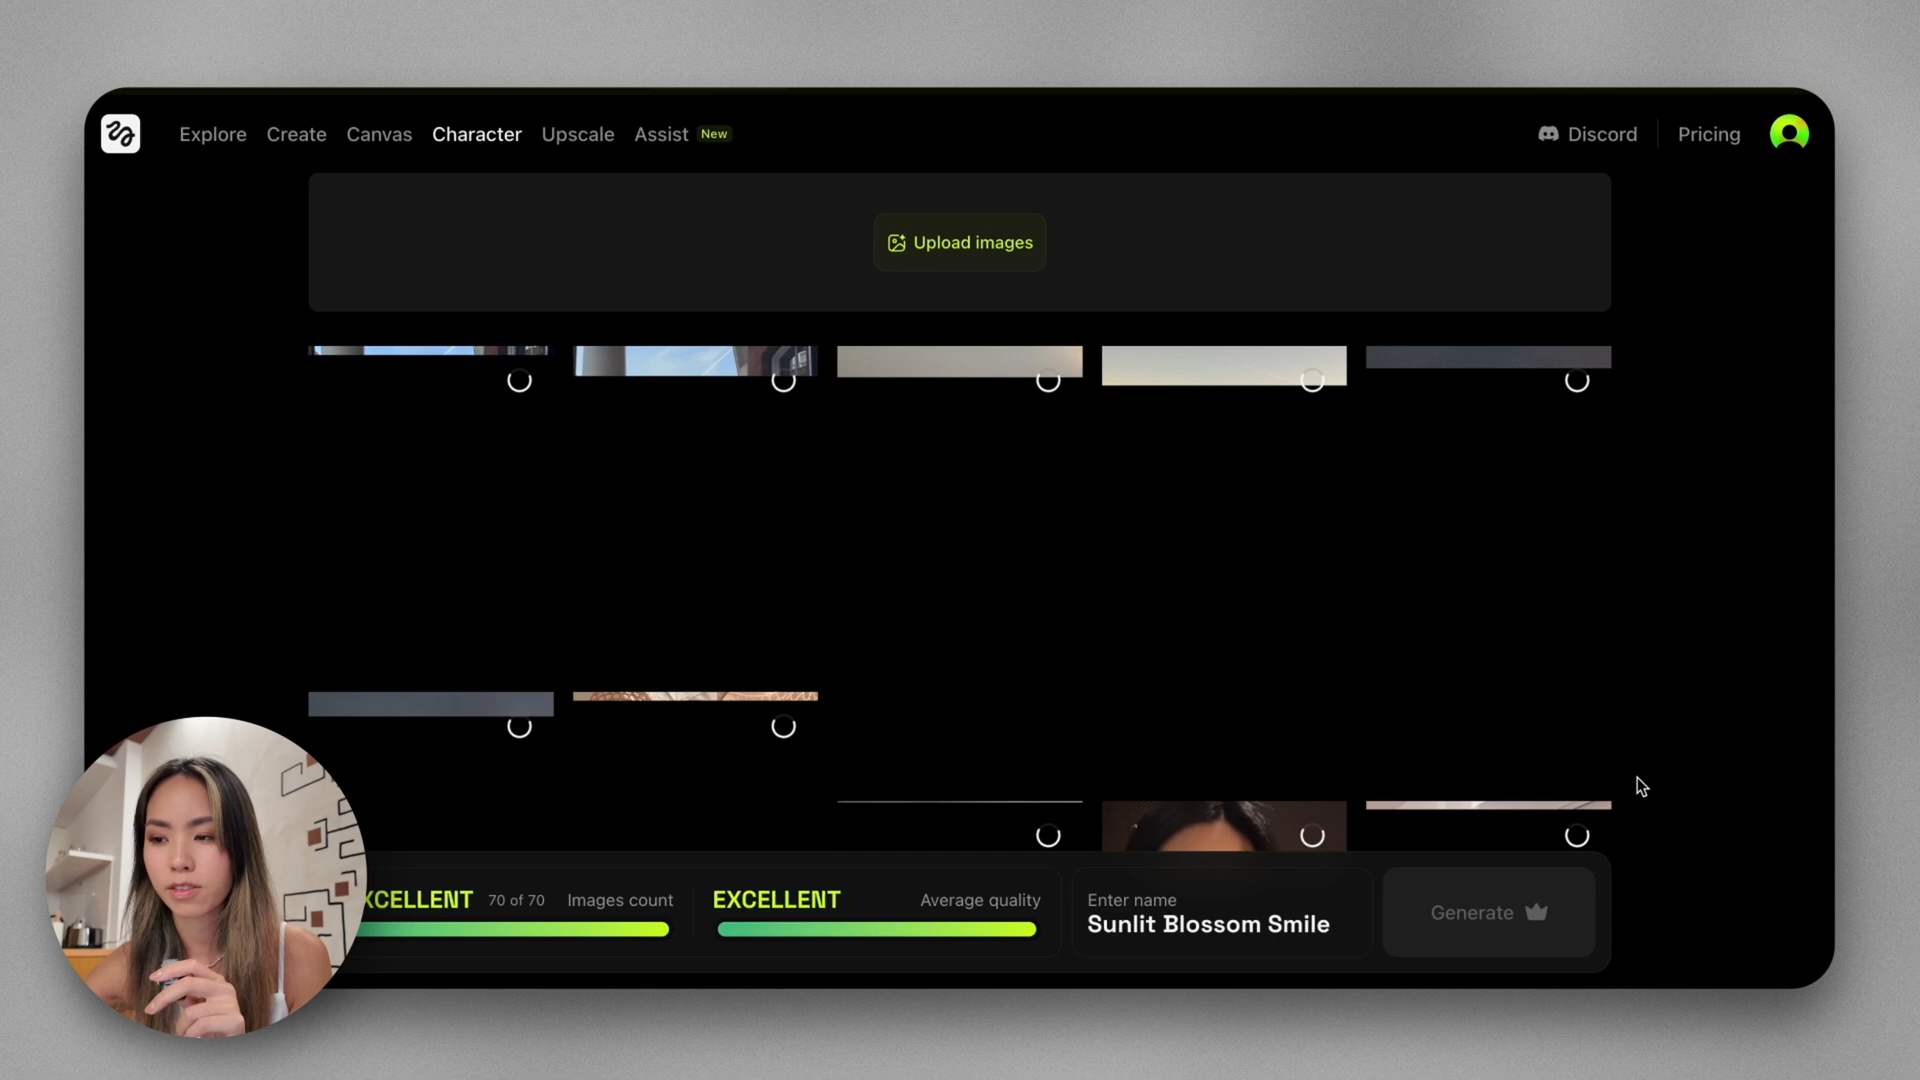 Explore Create Canvas Character Upscale Assist New Discord Pricing
Upload images
XCELLENT 70 of 70 Images count EXCELLENT Average quality Enter name
Sunlit Blossom Smile
Generate